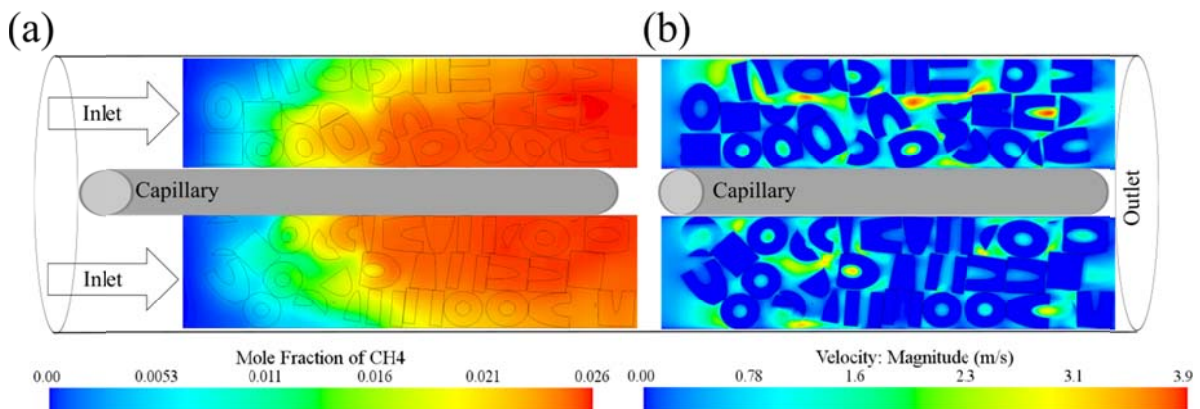 (a)
(b)
Inlet
Capillary
Capillary
Outlet
Inlet
Mole Fraction of CH4
0.00 0.0053 0.011 0.016 0.021 0.026
Velocity: Magnitude (m/s)
0.00 0.78 1.6 2.3 3.1 3.9